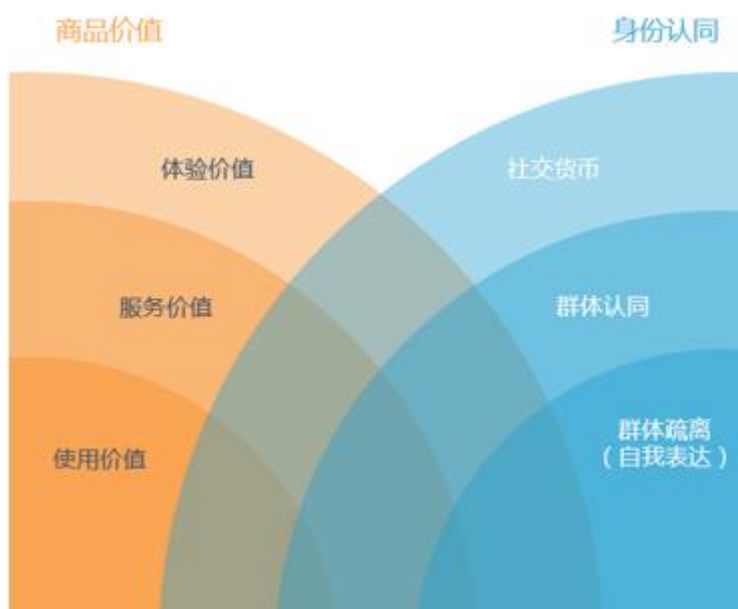 商品价值
身份认同
体验价值
社交货币
服务价值
群体认同
使用价值
群体疏离
（自我表达）